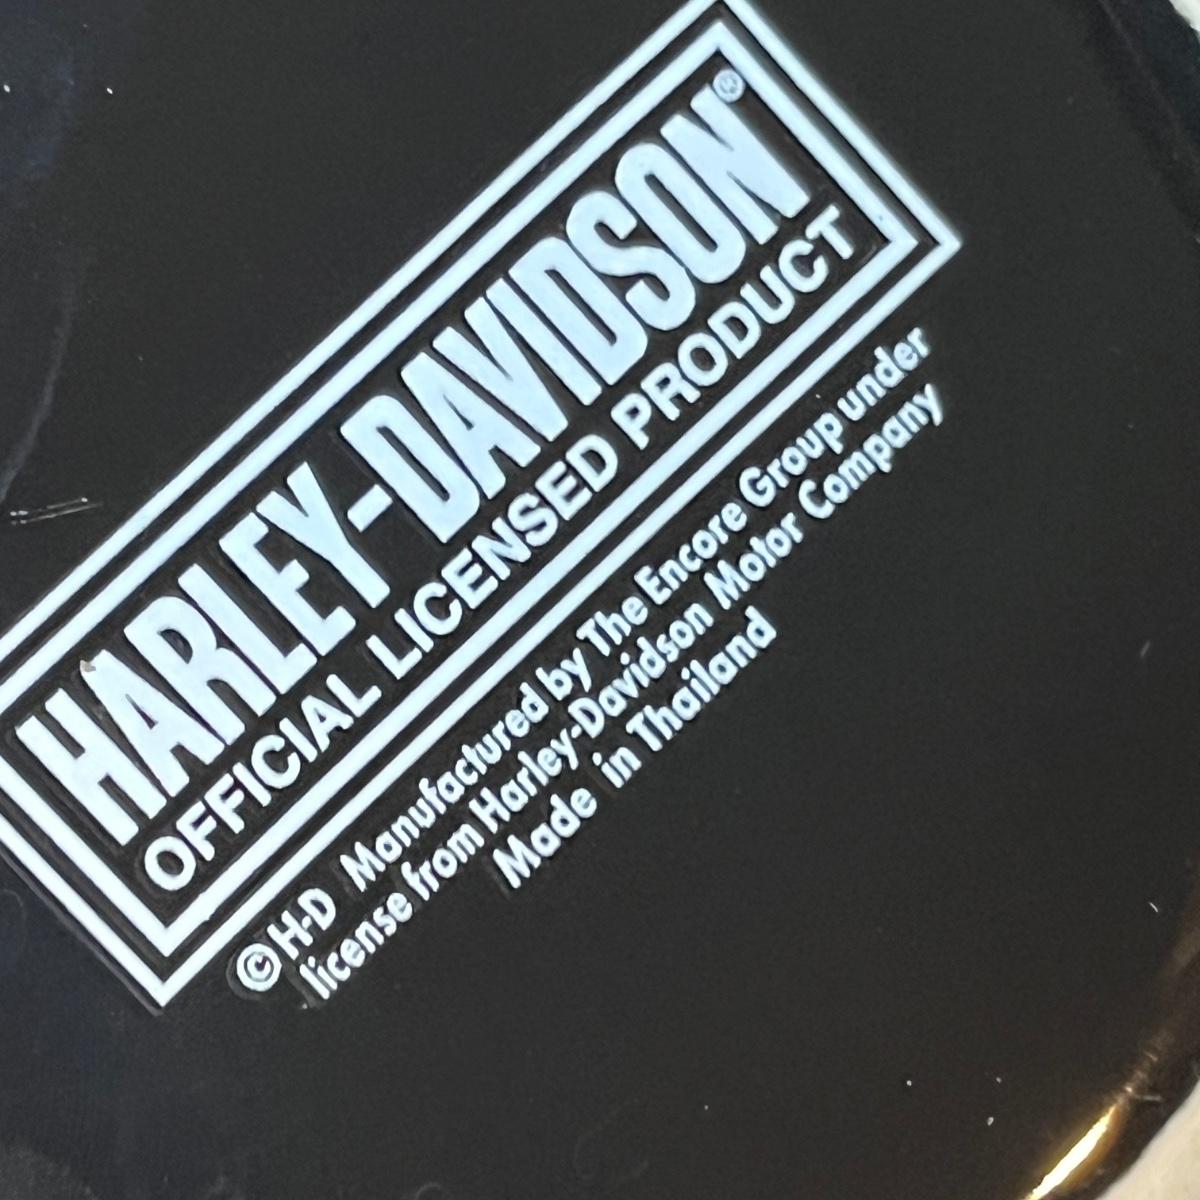 HARLEY-DAVIDSON®
OFFICIAL LICENSED PRODUCT
© H-D Manufactured by The Encore Group under
license from Harley-Davidson Motor Company
Made in Thailand